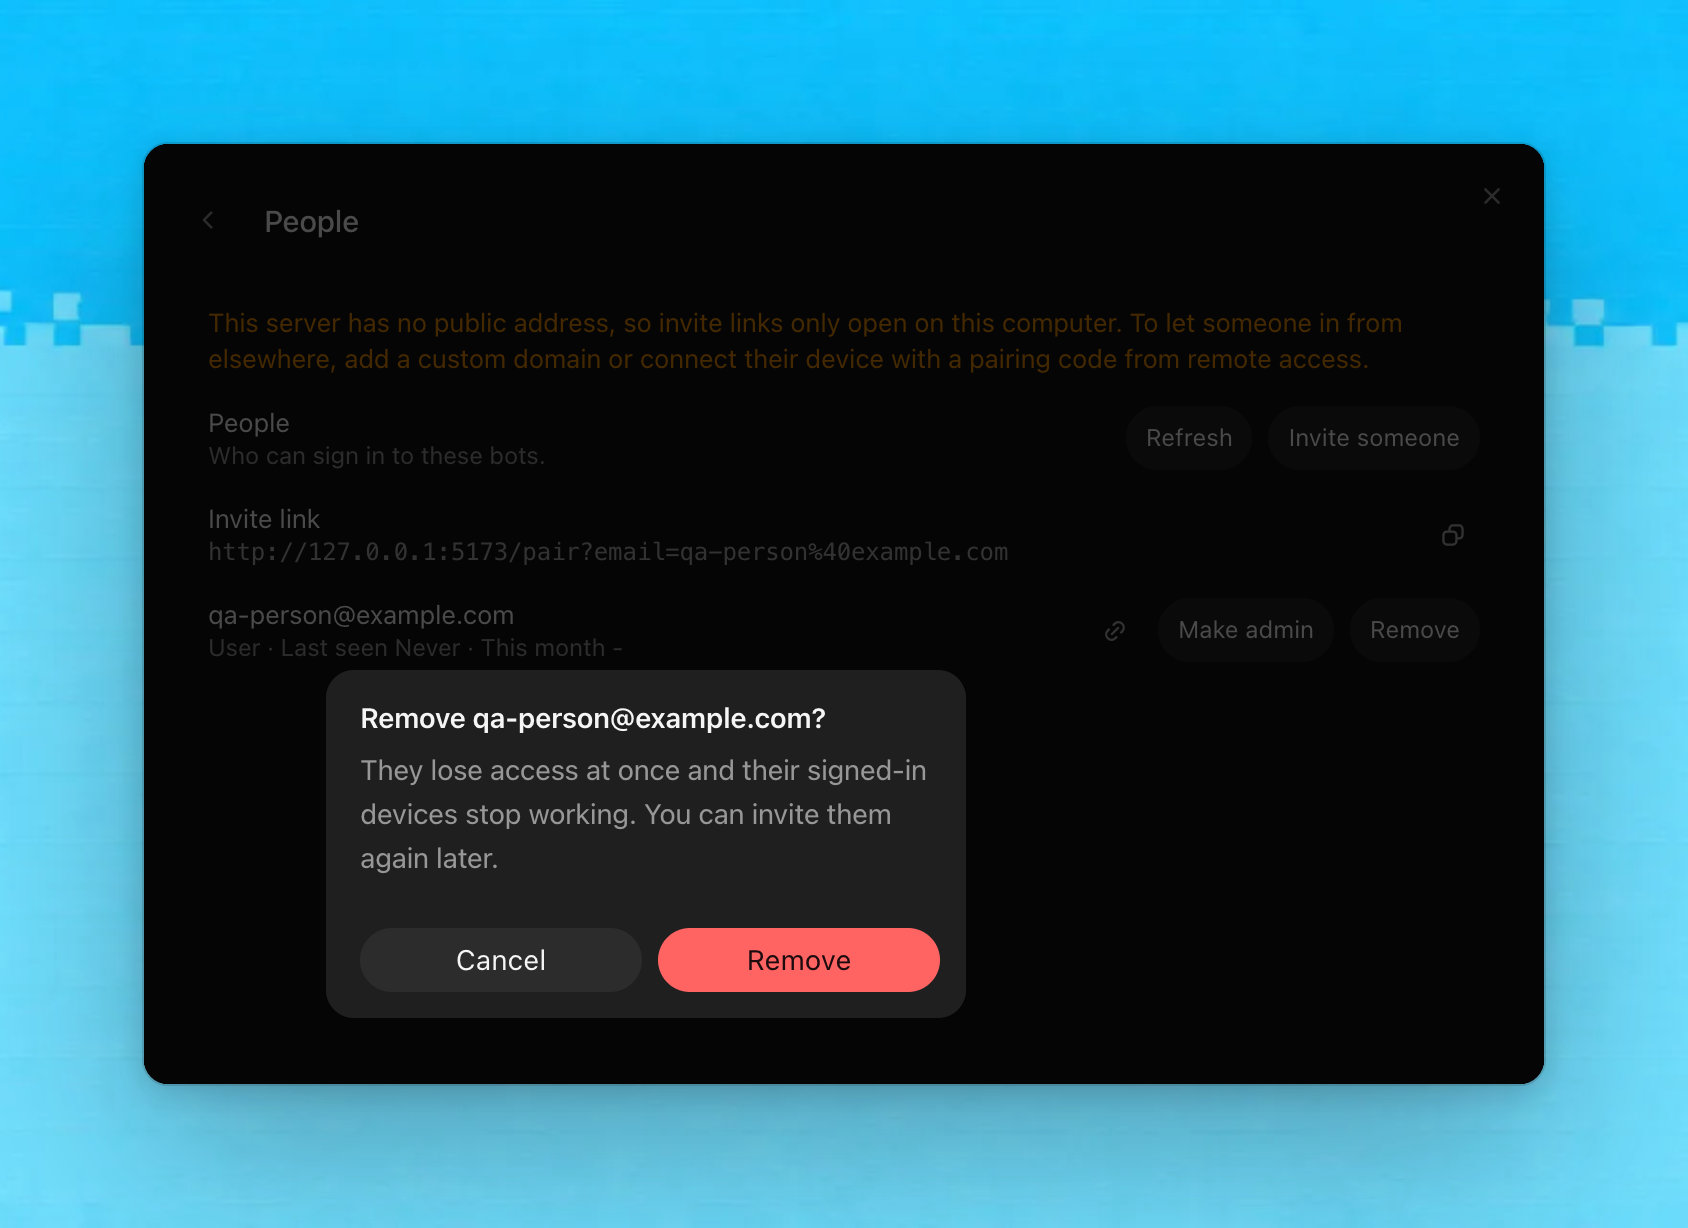 People
This server has no public address, so invite links only open on this computer. To let someone in from
elsewhere, add a custom domain or connect their device with a pairing code from remote access.
People
Who can sign in to these bots.
Refresh
Invite someone
Invite link
http://127.0.0.1:5173/pair?email=qa-person%40example.com
qa-person@example.com
User · Last seen Never · This month -
Make admin
Remove
Remove qa-person@example.com?
They lose access at once and their signed-in
devices stop working. You can invite them
again later.
Cancel
Remove